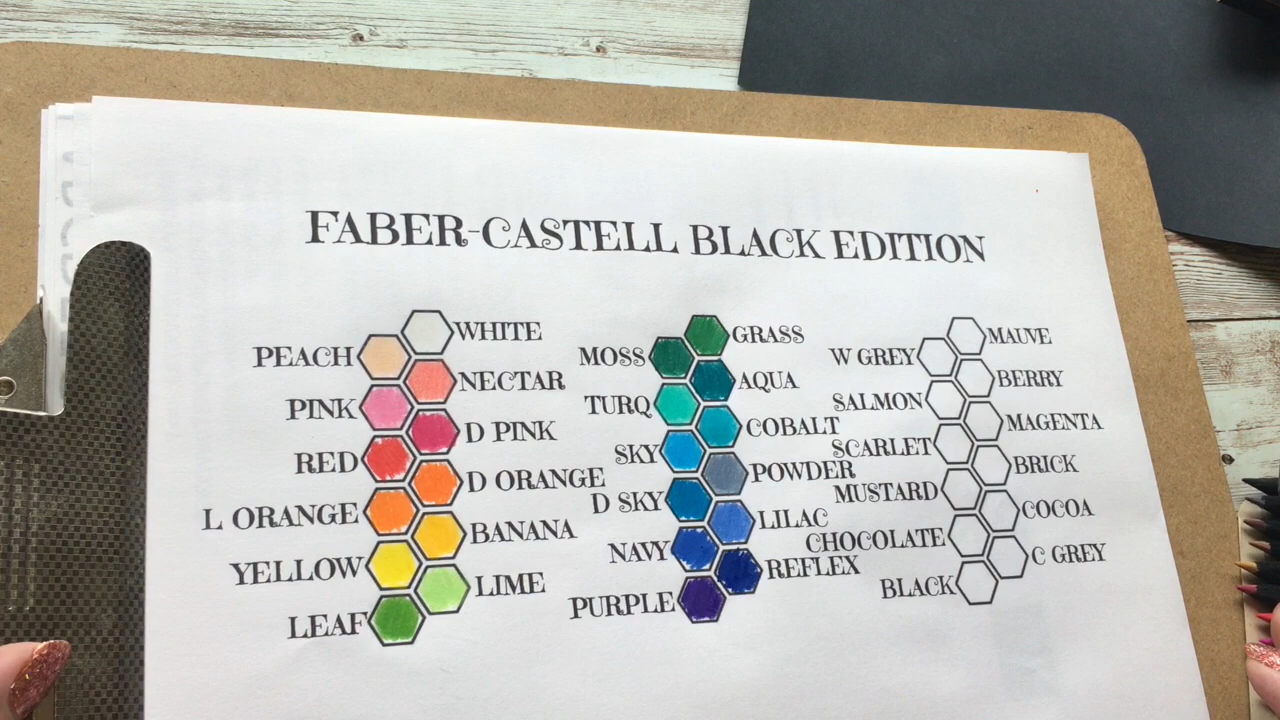 FABER-CASTELL BLACK EDITION
WHITE
PEACH
NECTAR
PINK
D PINK
RED
D ORANGE
L ORANGE
BANANA
YELLOW
LIME
LEAF
GRASS
MOSS
AQUA
TURQ
COBALT
SKY
POWDER
D SKY
LILAC
NAVY
REFLEX
PURPLE
MAUVE
W GREY
BERRY
SALMON
MAGENTA
SCARLET
BRICK
MUSTARD
COCOA
CHOCOLATE
C GREY
BLACK